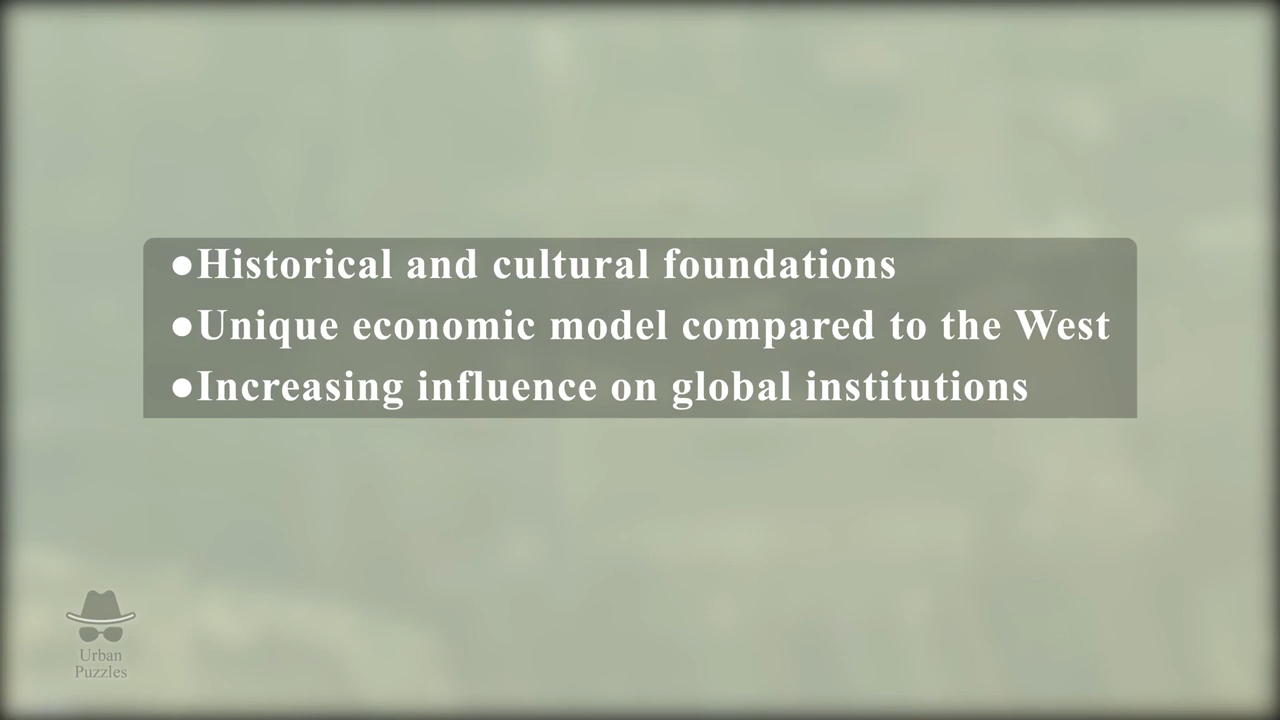 ●Historical and cultural foundations
●Unique economic model compared to the West
●Increasing influence on global institutions
Urban
Puzzles